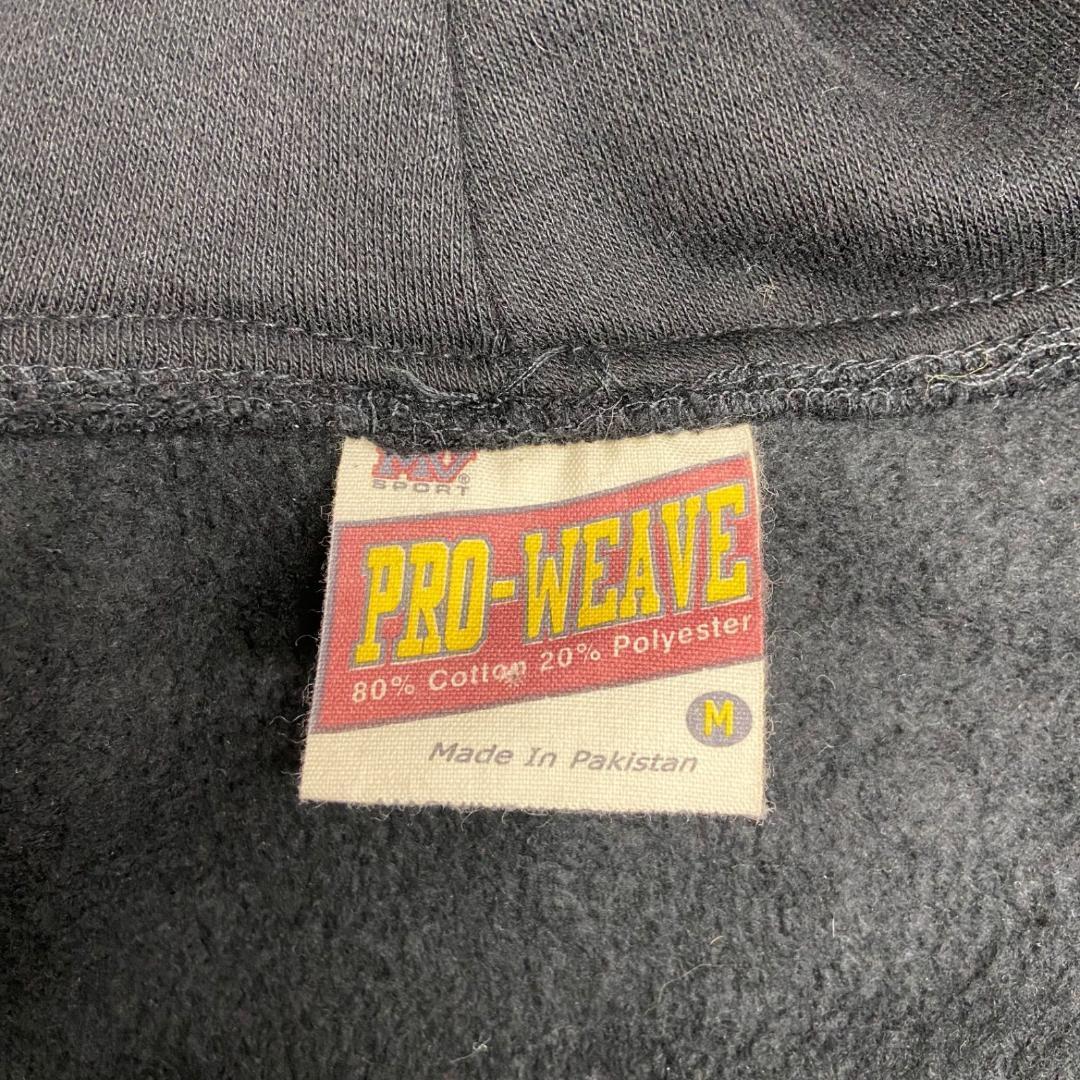 MV®
SPORT
PRO-WEAVE
80% Cotton 20% Polyester
M
Made In Pakistan